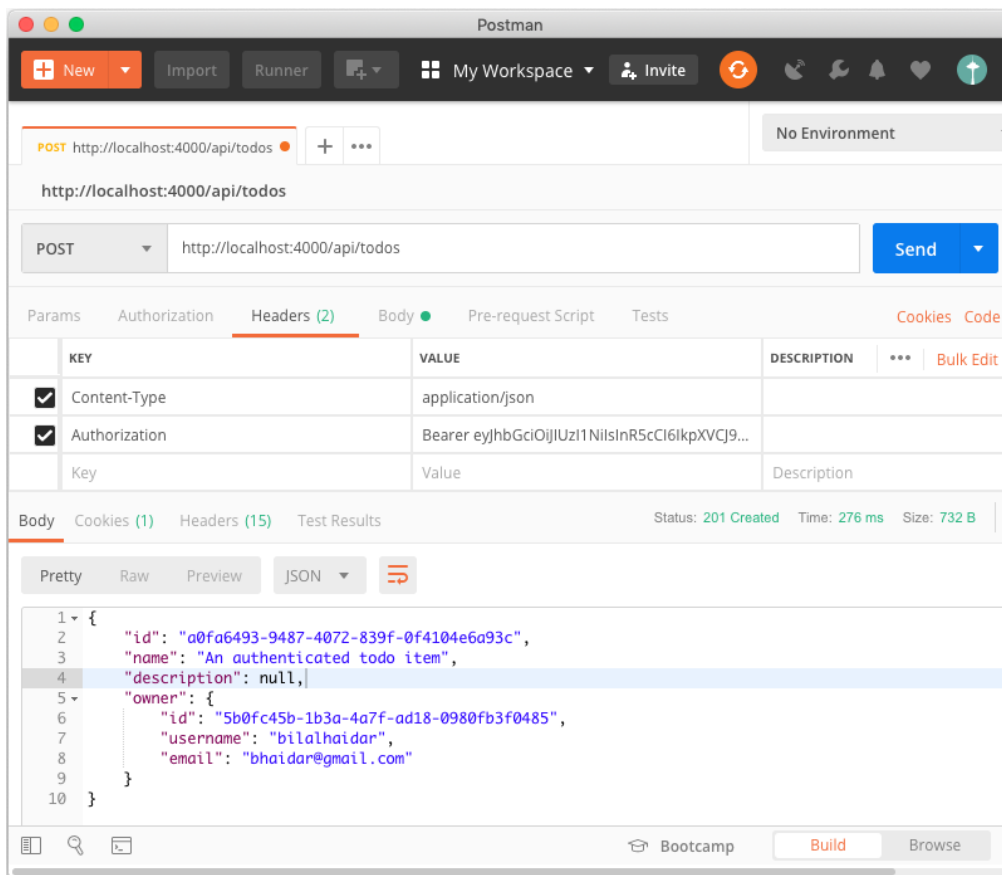 Postman
New Import Runner My Workspace Invite
POST http://localhost:4000/api/todos + ••• No Environment
http://localhost:4000/api/todos
POST http://localhost:4000/api/todos Send
Params Authorization Headers (2) Body Pre-request Script Tests Cookies Code
KEY VALUE DESCRIPTION ••• Bulk Edit
Content-Type application/json
Authorization Bearer eyJhbGciOiJIUzI1NiIsInR5cCI6IkpXVCJ9...
Key Value Description
Body Cookies (1) Headers (15) Test Results Status: 201 Created Time: 276 ms Size: 732 B
Pretty Raw Preview JSON
1 {
2 "id": "a0fa6493-9487-4072-839f-0f4104e6a93c",
3 "name": "An authenticated todo item",
4 "description": null,
5 "owner": {
6 "id": "5b0fc45b-1b3a-4a7f-ad18-0980fb3f0485",
7 "username": "bilalhaidar",
8 "email": "bhaidar@gmail.com"
9 }
10 }
Bootcamp Build Browse